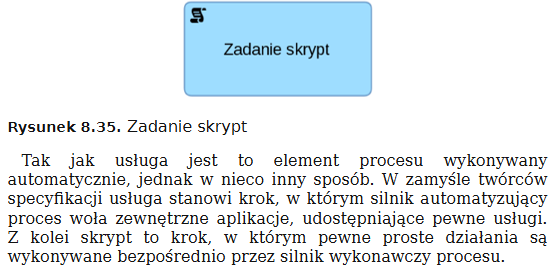 Zadanie skrypt
Rysunek 8.35. Zadanie skrypt
Tak jak usługa jest to element procesu wykonywany
automatycznie, jednak w nieco inny sposób. W zamyśle twórców
specyfikacji usługa stanowi krok, w którym silnik automatyzujący
proces woła zewnętrzne aplikacje, udostępniające pewne usługi.
Z kolei skrypt to krok, w którym pewne proste działania są
wykonywane bezpośrednio przez silnik wykonawczy procesu.